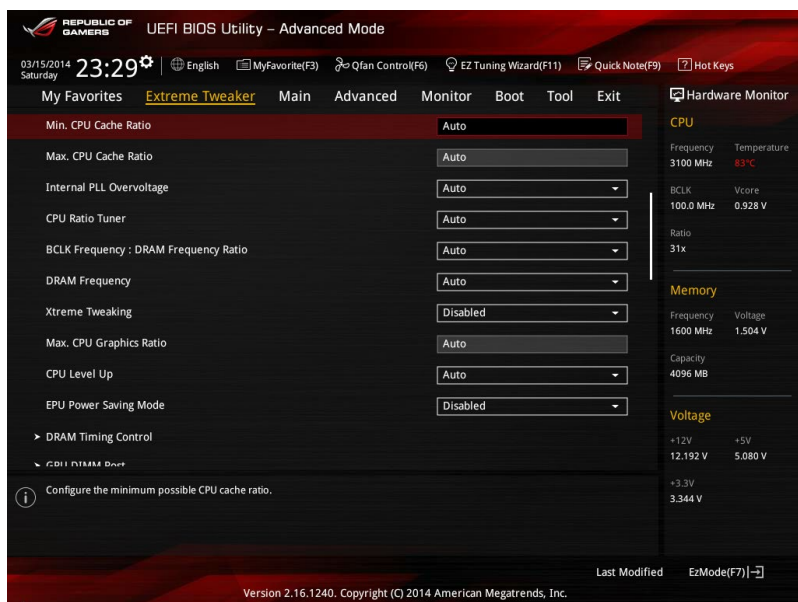 REPUBLIC OF
GAMERS
UEFI BIOS Utility – Advanced Mode
03/15/2014
Saturday
23:29
English
MyFavorite(F3)
Qfan Control(F6)
EZ Tuning Wizard(F11)
Quick Note(F9)
? Hot Keys
My Favorites
Extreme Tweaker
Main
Advanced
Monitor
Boot
Tool
Exit
Min. CPU Cache Ratio
Auto
Max. CPU Cache Ratio
Auto
Internal PLL Overvoltage
Auto
CPU Ratio Tuner
Auto
BCLK Frequency : DRAM Frequency Ratio
Auto
DRAM Frequency
Auto
Xtreme Tweaking
Disabled
Max. CPU Graphics Ratio
Auto
CPU Level Up
Auto
EPU Power Saving Mode
Disabled
> DRAM Timing Control
> GPU DIMM Post
i Configure the minimum possible CPU cache ratio.
Hardware Monitor
CPU
Frequency Temperature
3100 MHz 83°C
BCLK Vcore
100.0 MHz 0.928 V
Ratio
31x
Memory
Frequency Voltage
1600 MHz 1.504 V
Capacity
4096 MB
Voltage
+12V +5V
12.192 V 5.080 V
+3.3V
3.344 V
Last Modified
EzMode(F7)
Version 2.16.1240. Copyright (C) 2014 American Megatrends, Inc.